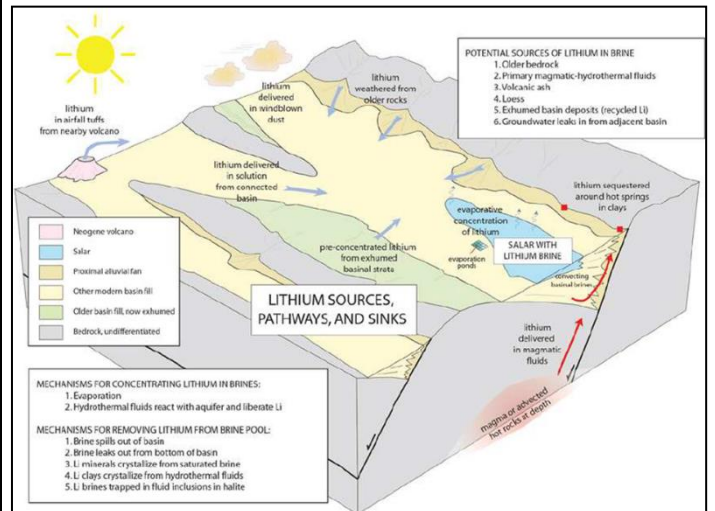 POTENTIAL SOURCES OF LITHIUM IN BRINE
1. Older bedrock
2. Primary magmatic-hydrothermal fluids
3. Volcanic ash
4. Loess
5. Exhumed basin deposits (recycled Li)
6. Groundwater leaks in from adjacent basin
lithium
in airfall tuffs
from nearby volcano
lithium
delivered
in windblown
dust
lithium
weathered from
older rocks
lithium delivered
in solution
from connected
basin
lithium sequestered
around hot springs
in clays
evaporative
concentration
of lithium
SALAR WITH
LITHIUM BRINE
evaporation
ponds
pre-concentrated lithium
from exhumed
basinal strata
convecting
basinal brines
Neogene volcano
Salar
Proximal alluvial fan
Other modern basin fill
Older basin fill, now exhumed
Bedrock, undifferentiated
LITHIUM SOURCES,
PATHWAYS, AND SINKS
lithium
delivered
in magmatic
fluids
magma or advected
hot rocks at depth
MECHANISMS FOR CONCENTRATING LITHIUM IN BRINES:
1. Evaporation
2. Hydrothermal fluids react with aquifer and liberate Li
MECHANISMS FOR REMOVING LITHIUM FROM BRINE POOL:
1. Brine spills out of basin
2. Brine leaks out from bottom of basin
3. Li minerals crystalize from saturated brine
4. Li clays crystallize from hydrothermal fluids
5. Li brines trapped in fluid inclusions in halite